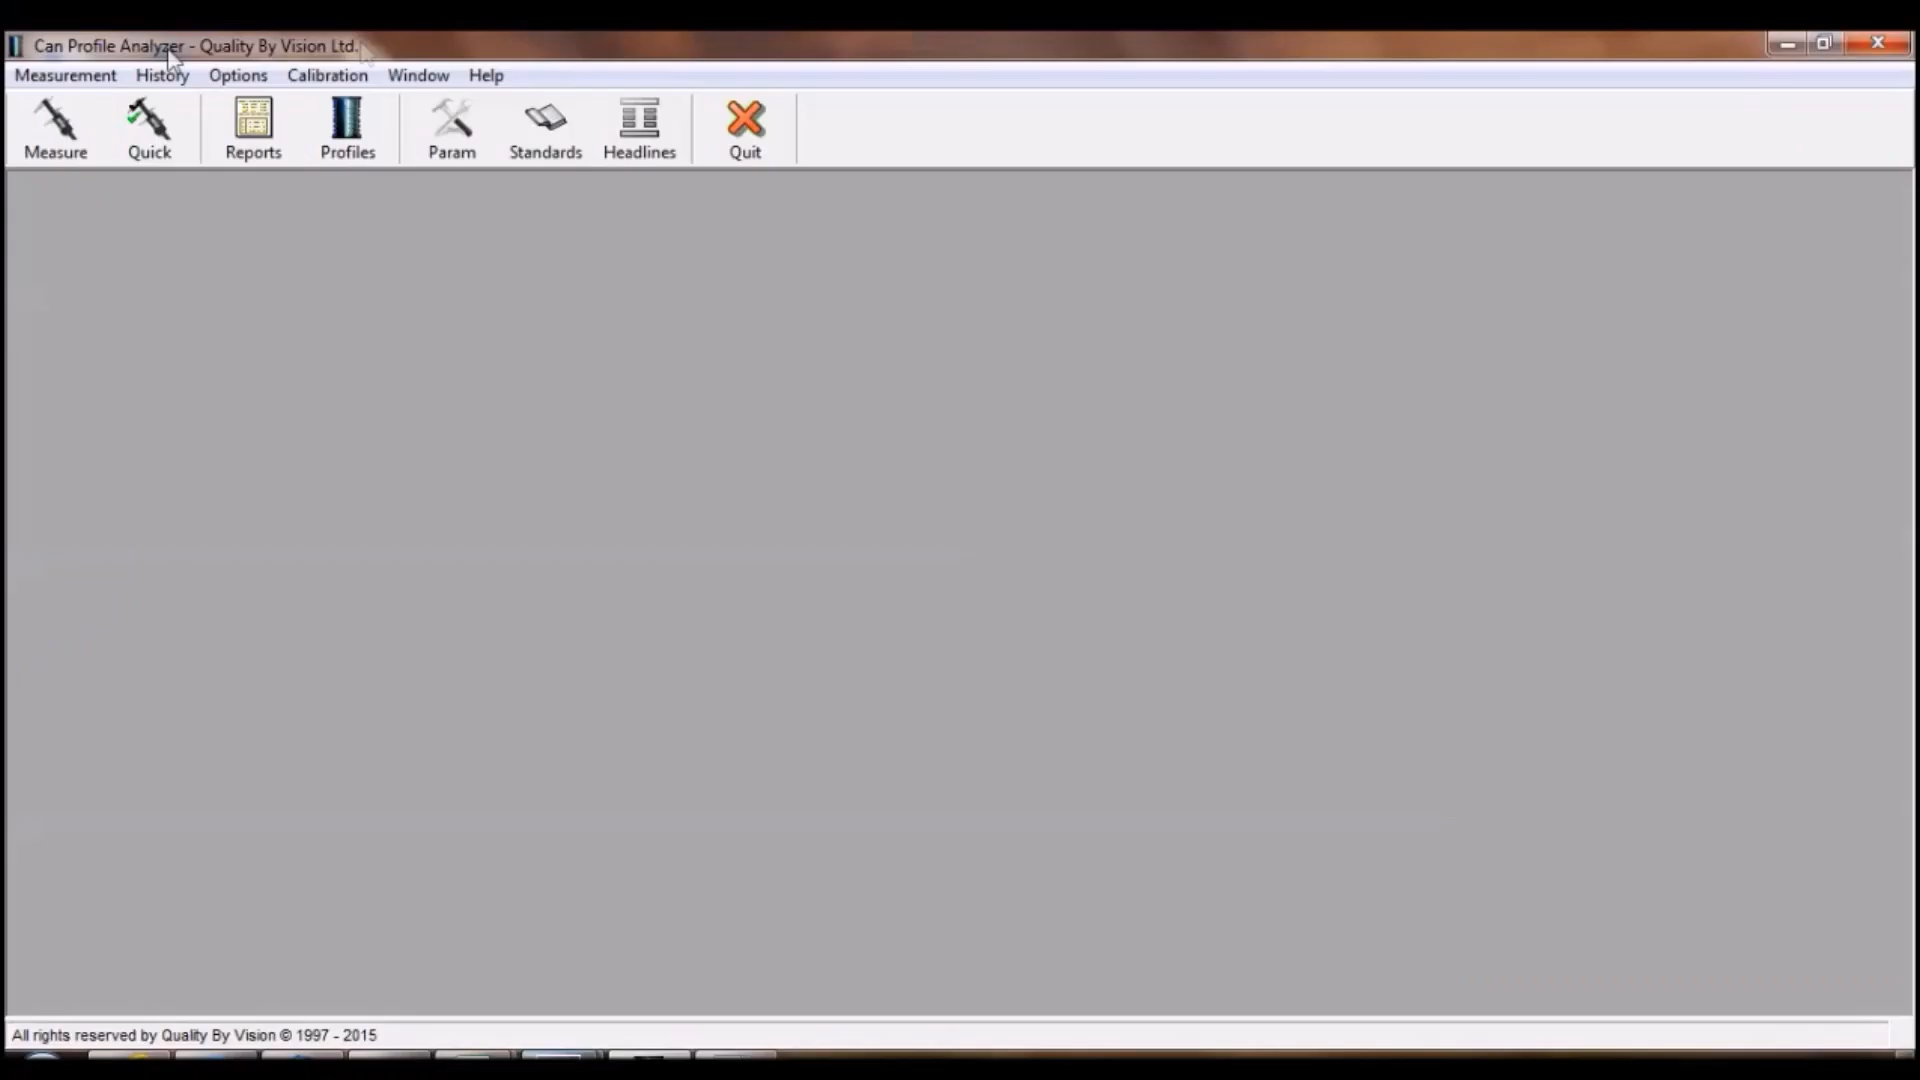 Can Profile Analyzer - Quality By Vision Ltd.
Measurement History Options Calibration Window Help
Measure Quick Reports Profiles Param Standards Headlines Quit
All rights reserved by Quality By Vision © 1997 - 2015